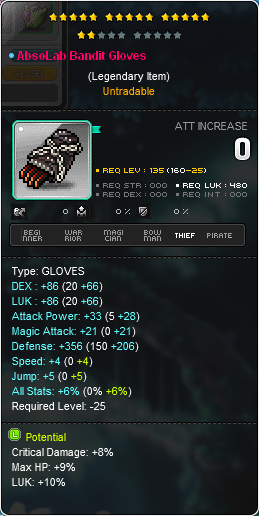 AbsoLab Bandit Gloves
(Legendary Item)
Untradable
ATT INCREASE
0
REQ LEV : 135 (160-25)
REQ STR : 000
REQ LUK : 480
REQ DEX : 000
REQ INT : 000
0
0 %
0 %
BEGINNER WARRIOR MAGICIAN BOWMAN THIEF PIRATE
Type: GLOVES
DEX : +86 (20 +66)
LUK : +86 (20 +66)
Attack Power: +33 (5 +28)
Magic Attack: +21 (0 +21)
Defense: +356 (150 +206)
Speed: +4 (0 +4)
Jump: +5 (0 +5)
All Stats: +6% (0% +6%)
Required Level: -25
L Potential
Critical Damage: +8%
Max HP: +9%
LUK: +10%